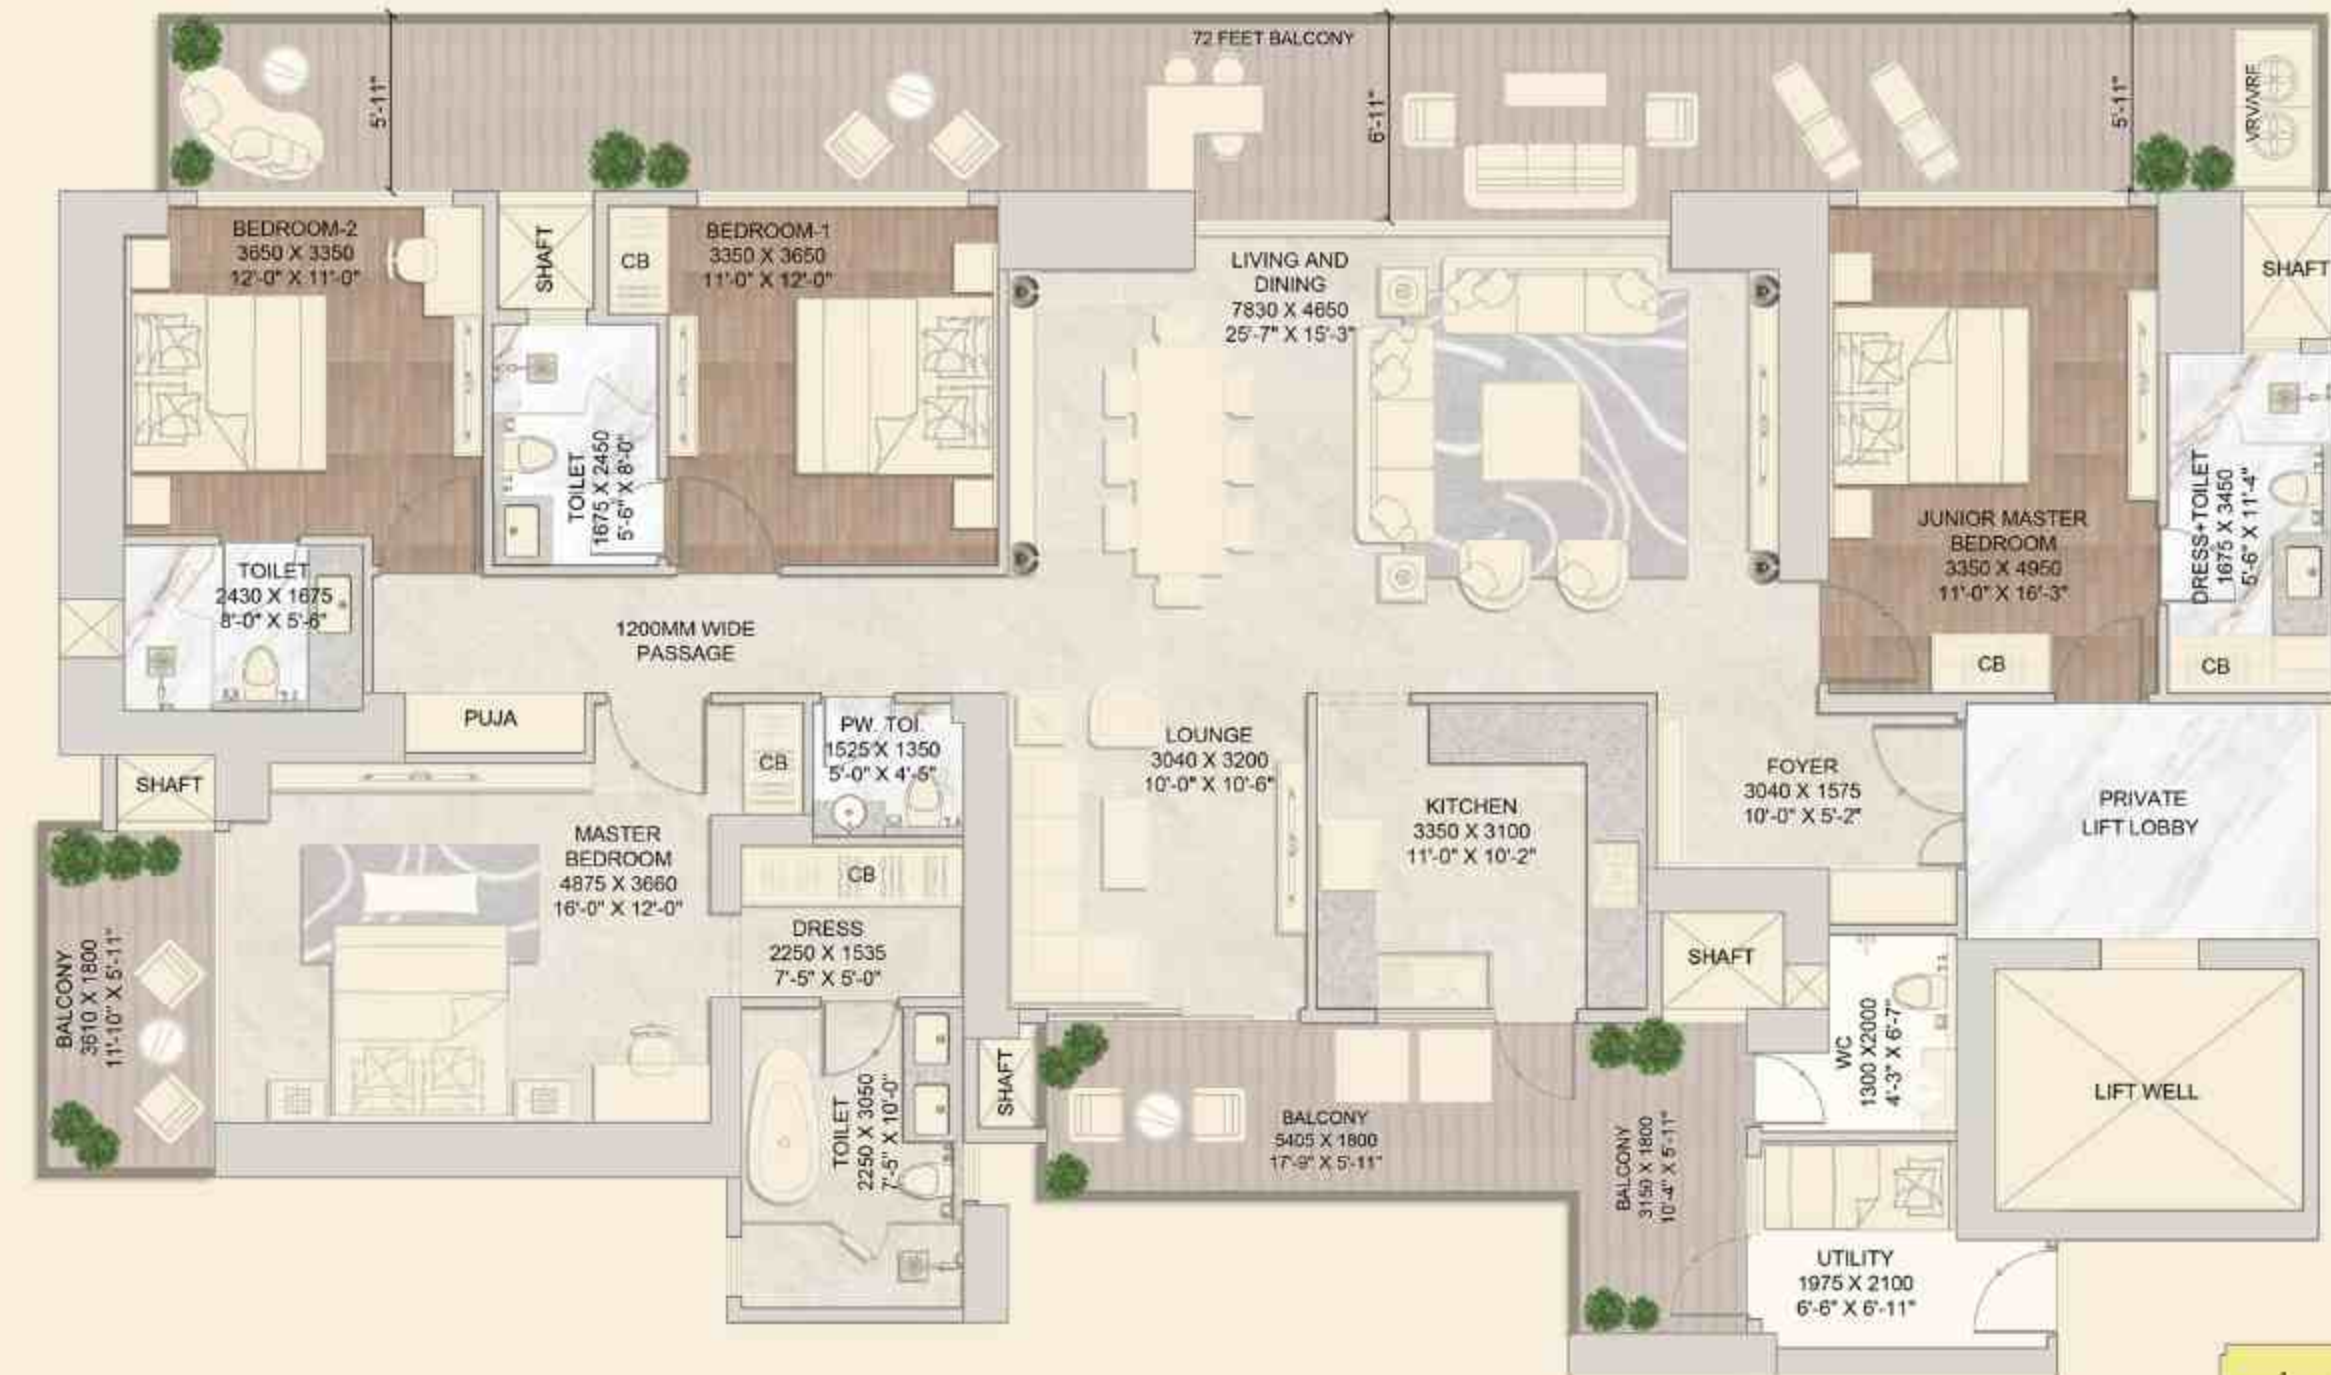 72 FEET BALCONY
5'-11"
6'-11"
5'-11"
VRV/VRF
BEDROOM-2
3650 X 3350
12'-0" X 11'-0"
SHAFT
CB
BEDROOM-1
3350 X 3650
11'-0" X 12'-0"
LIVING AND
DINING
7830 X 4650
25'-7" X 15'-3"
SHAFT
TOILET
1675 X 2450
5'-6" X 8'-0"
JUNIOR MASTER
BEDROOM
3350 X 4950
11'-0" X 16'-3"
DRESS+TOILET
1675 X 3450
5'-6" X 11'-4"
TOILET
2430 X 1675
8'-0" X 5'-6"
1200MM WIDE
PASSAGE
CB
CB
PUJA
CB
PW. TOI.
1525 X 1350
5'-0" X 4'-5"
LOUNGE
3040 X 3200
10'-0" X 10'-6"
KITCHEN
3350 X 3100
11'-0" X 10'-2"
FOYER
3040 X 1575
10'-0" X 5'-2"
PRIVATE
LIFT LOBBY
SHAFT
MASTER
BEDROOM
4875 X 3660
16'-0" X 12'-0"
CB
DRESS
2250 X 1535
7'-5" X 5'-0"
SHAFT
BALCONY
3610 X 1800
11'-10" X 5'-11"
WC
1300 X2000
4'-3" X 6'-7"
TOILET
2250 X 3050
7'-5" X 10'-0"
SHAFT
LIFT WELL
BALCONY
5405 X 1800
17'-9" X 5'-11"
BALCONY
3150 X 1800
10'-4" X 5'-11"
UTILITY
1975 X 2100
6'-6" X 6'-11"